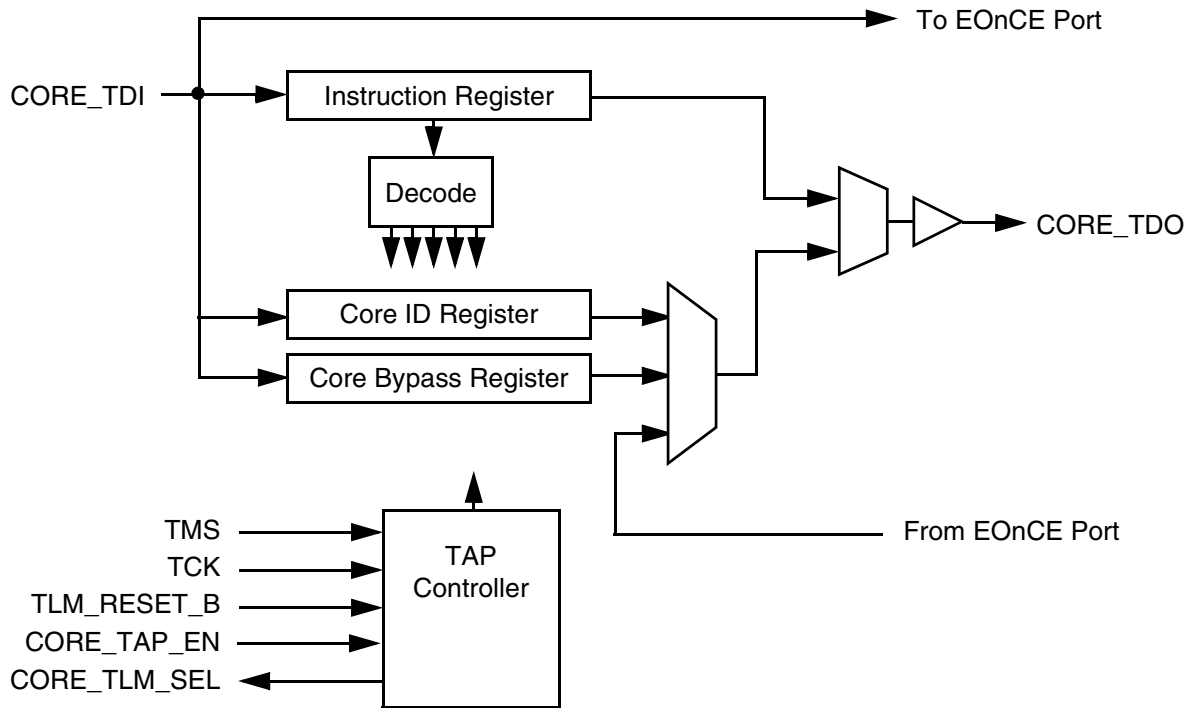 To EOnCE Port
CORE_TDI
Instruction Register
Decode
CORE_TDO
Core ID Register
Core Bypass Register
TMS
TCK
TLM_RESET_B
CORE_TAP_EN
CORE_TLM_SEL
TAP
Controller
From EOnCE Port